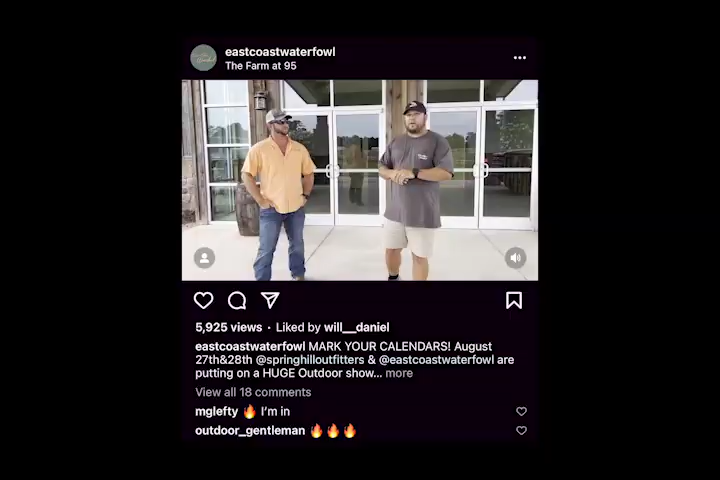 eastcoastwaterfowl
The Farm at 95
5,925 views · Liked by will__daniel
eastcoastwaterfowl MARK YOUR CALENDARS! August
27th&28th @springhilloutfitters & @eastcoastwaterfowl are
putting on a HUGE Outdoor show... more
View all 18 comments
mglefty 🔥 I'm in
outdoor_gentleman 🔥🔥🔥